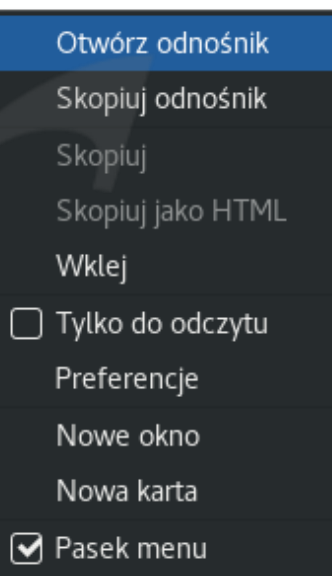 Otwórz odnośnik
Skopiuj odnośnik
Skopiuj
Skopiuj jako HTML
Wklej
Tylko do odczytu
Preferencje
Nowe okno
Nowa karta
Pasek menu